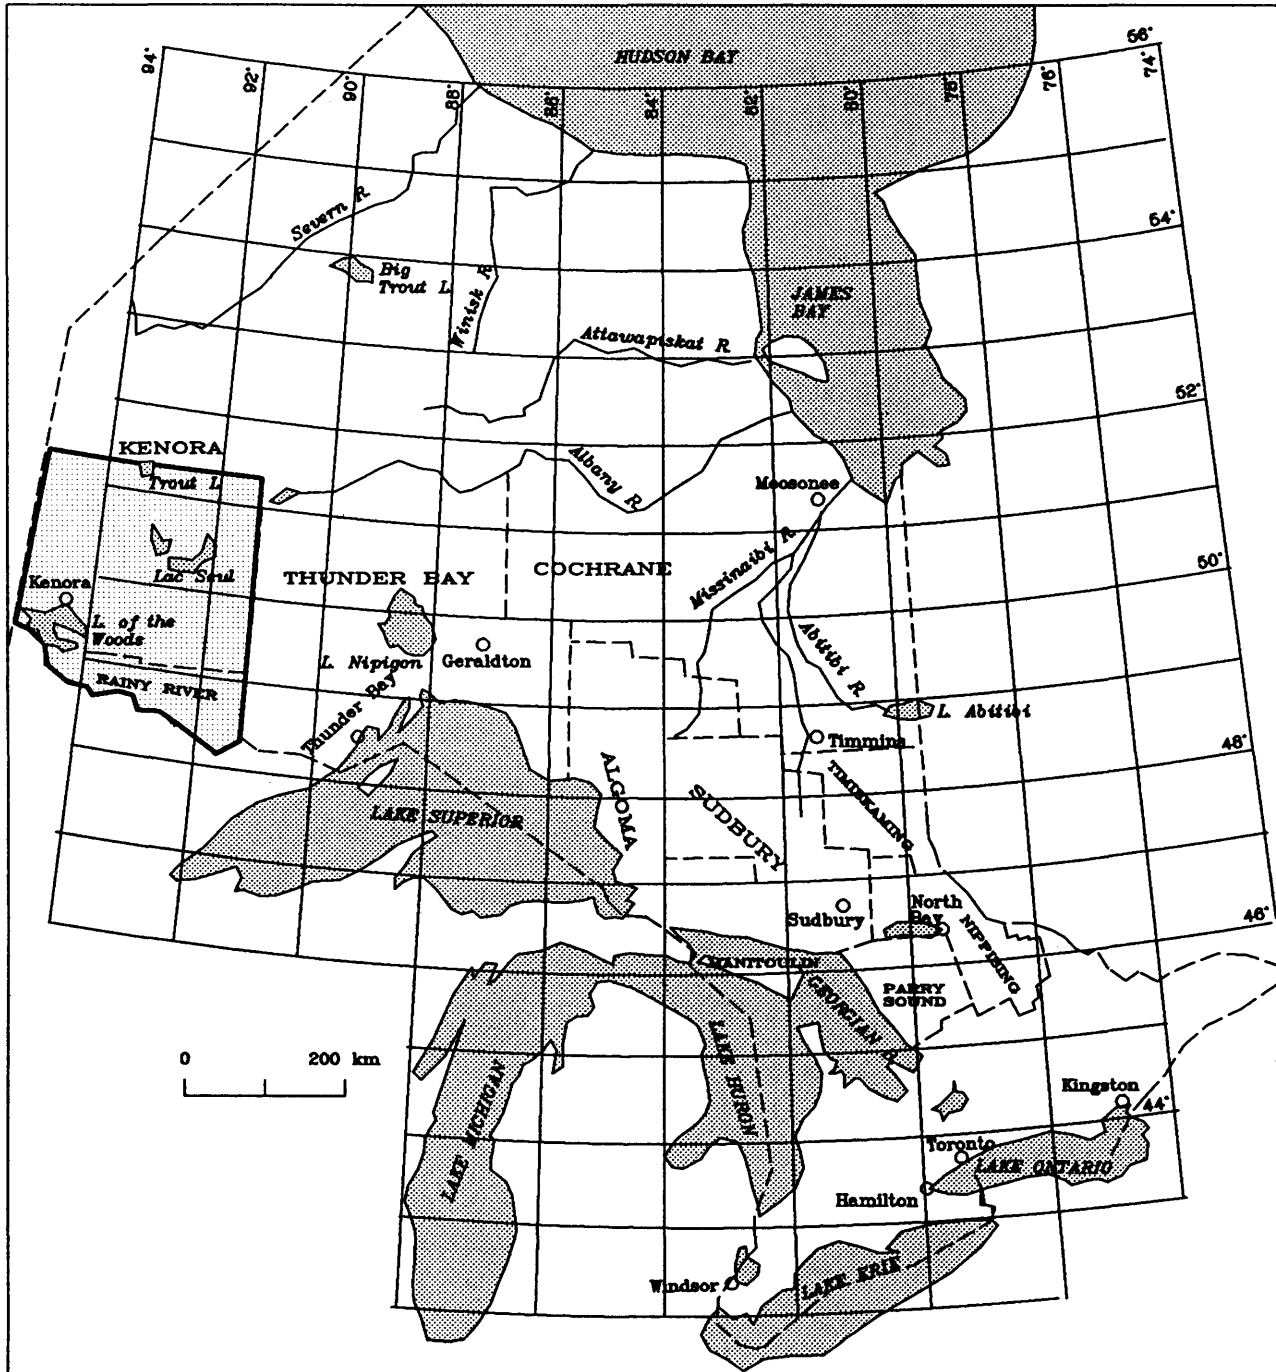 HUDSON BAY
56°
94°
92°
90°
88°
86°
84°
82°
80°
78°
76°
74°
Severn R.
54°
Big
Trout L.
Winisk R.
JAMES
BAY
Attawapiskat R.
52°
KENORA
Trout L.
Albany R.
Moosonee
Missinaibi R.
50°
Lac Seul
THUNDER BAY
COCHRANE
Kenora
L. of the
Woods
Abitibi R.
L. Nipigon
Geraldton
RAINY RIVER
Thunder Bay
L. Abitibi
Timmins
48°
ALGOMA
SUDBURY
TIMISKAMING
LAKE SUPERIOR
Sudbury
North
Bay
46°
NIPISSING
MANITOULIN
PARRY
SOUND
GEORGIAN B.
0 200 km
LAKE MICHIGAN
LAKE HURON
Kingston
44°
Toronto
LAKE ONTARIO
Hamilton
Windsor
LAKE ERIE